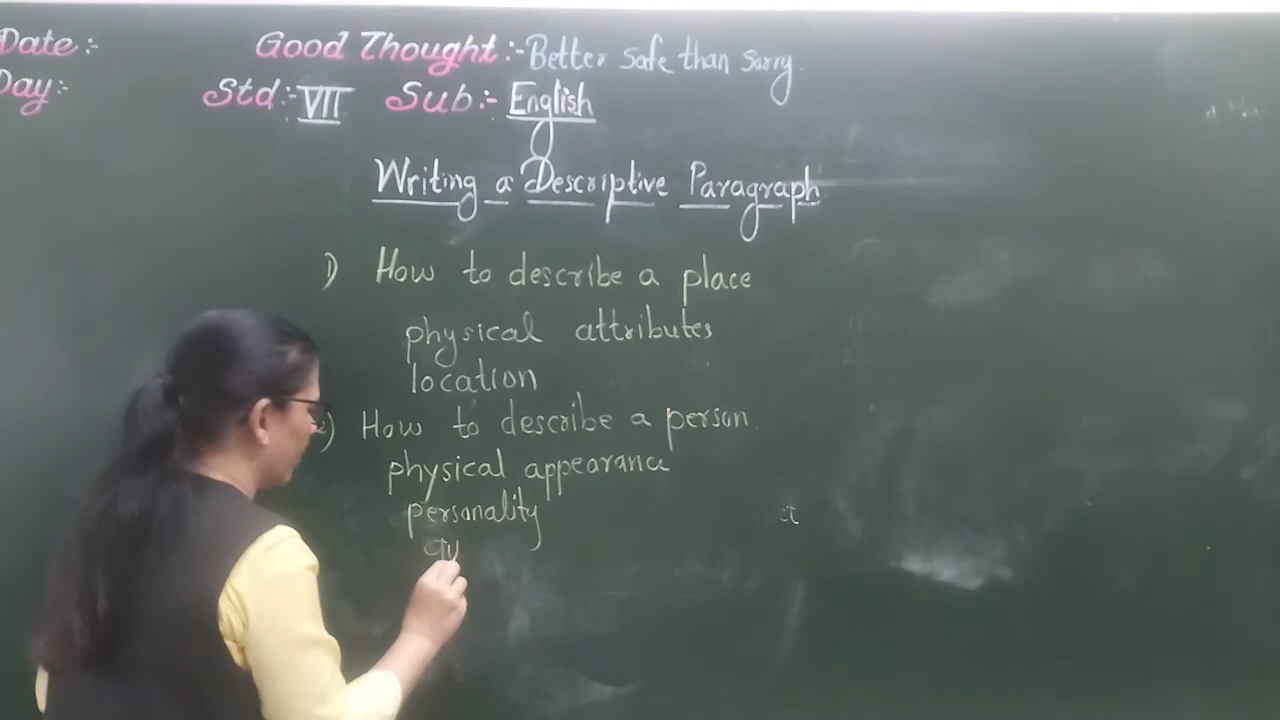 Date:- Good Thought:- Better safe than sorry.
Day:- Std:- VII Sub:- English
Writing a Descriptive Paragraph
1) How to describe a place
physical attributes
location
2) How to describe a person.
physical appearance
personality